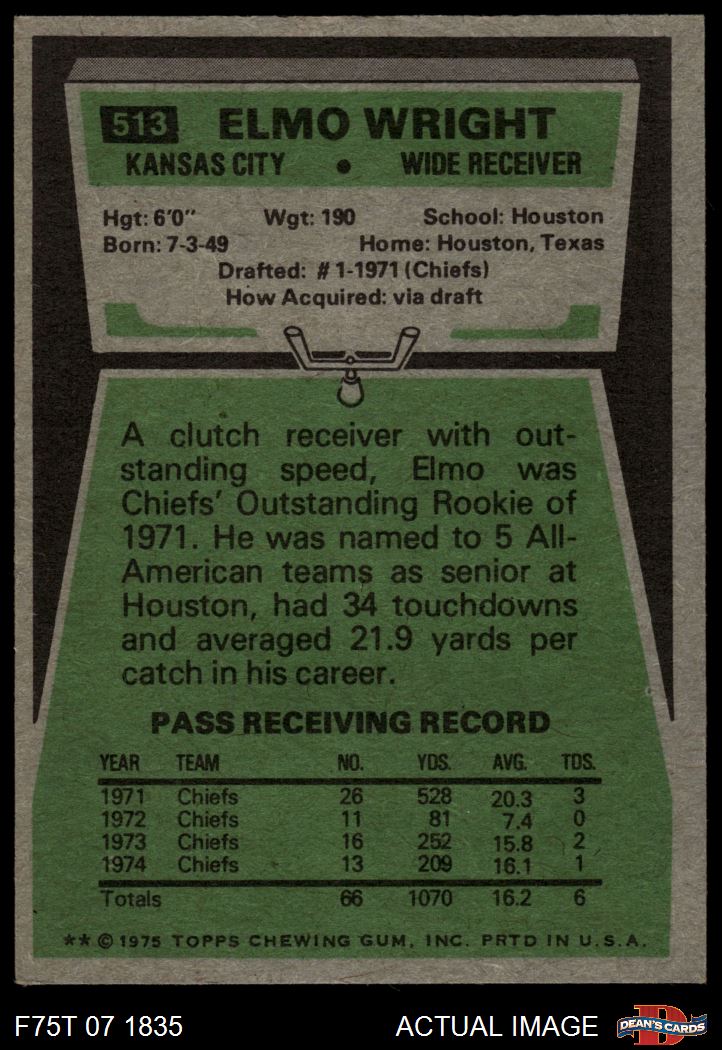 513 ELMO WRIGHT
KANSAS CITY • WIDE RECEIVER
Hgt: 6'0" Wgt: 190 School: Houston
Born: 7-3-49 Home: Houston, Texas
Drafted: #1-1971 (Chiefs)
How Acquired: via draft
A clutch receiver with out-
standing speed, Elmo was
Chiefs' Outstanding Rookie of
1971. He was named to 5 All-
American teams as senior at
Houston, had 34 touchdowns
and averaged 21.9 yards per
catch in his career.
PASS RECEIVING RECORD
YEAR TEAM NO. YDS. AVG. TDS.
1971 Chiefs 26 528 20.3 3
1972 Chiefs 11 81 7.4 0
1973 Chiefs 16 252 15.8 2
1974 Chiefs 13 209 16.1 1
Totals 66 1070 16.2 6
** © 1975 TOPPS CHEWING GUM, INC. PRTD IN U.S.A.
F75T 07 1835 ACTUAL IMAGE D DEAN'S CARDS